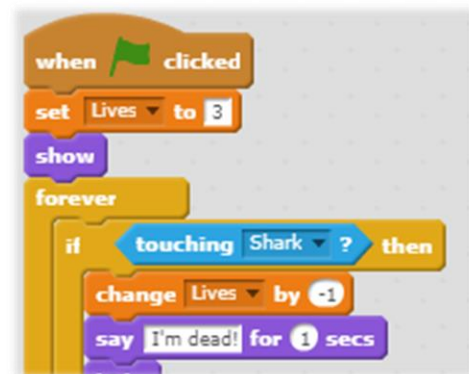 when clicked
set Lives to 3
show
forever
if touching Shark ? then
change Lives by -1
say I'm dead! for 1 secs